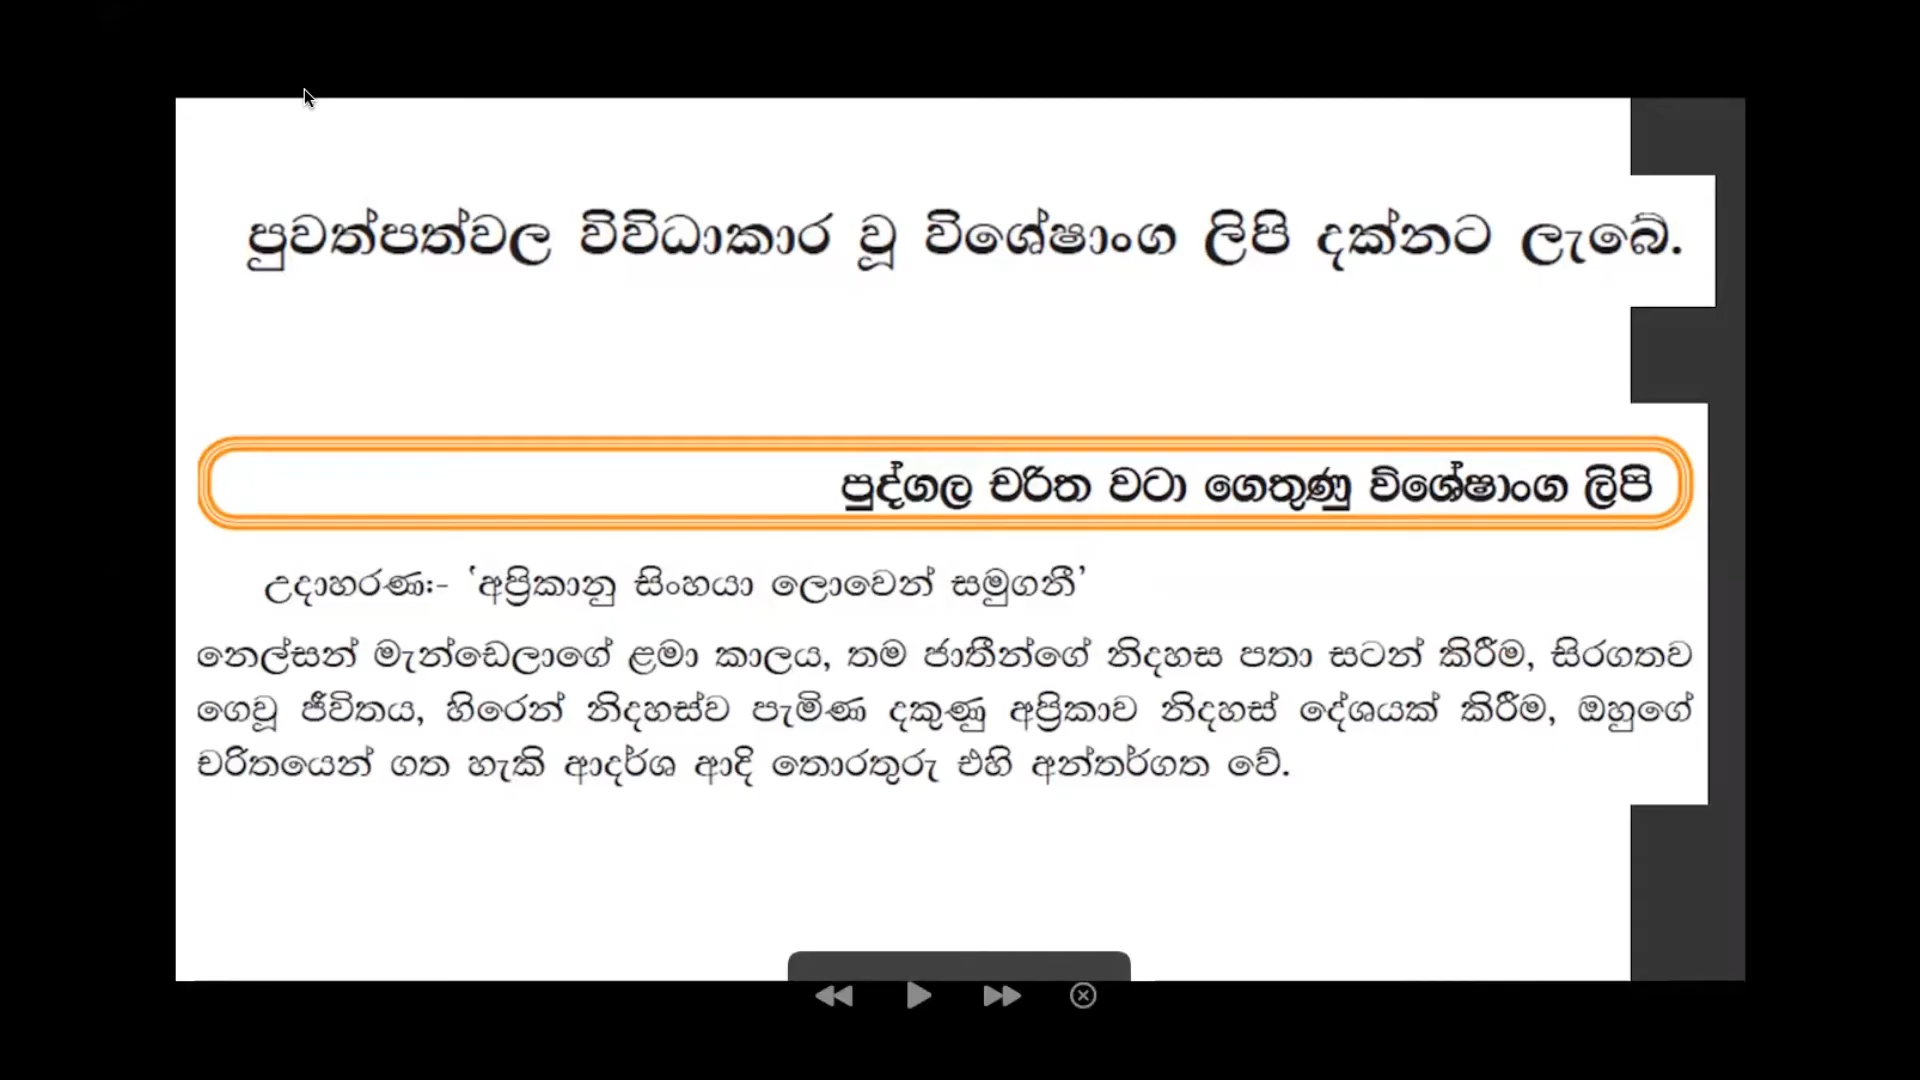 පුවත්පත්වල විවිධාකාර වූ විශේෂාංග ලිපි දක්නට ලැබේ.
පුද්ගල චරිත වටා ගෙතුණු විශේෂාංග ලිපි
උදාහරණ:- ‘අප්‍රිකානු සිංහයා ලොවෙන් සමුගනී’
නෙල්සන් මැන්ඩෙලාගේ ළමා කාලය, තම ජාතීන්ගේ නිදහස පතා සටන් කිරීම, සිරගතව
ගෙවූ ජීවිතය, හිරෙන් නිදහස්ව පැමිණ දකුණු අප්‍රිකාව නිදහස් දේශයක් කිරීම, ඔහුගේ
චරිතයෙන් ගත හැකි ආදර්ශ ආදි තොරතුරු එහි අන්තර්ගත වේ.